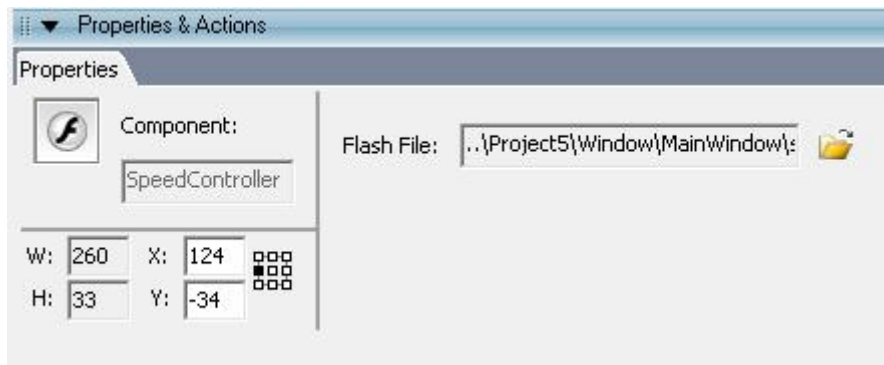 Properties & Actions
Properties
Component:
SpeedController
Flash File: ..\Project5\Window\MainWindow\
W: 260 X: 124
H: 33 Y: -34